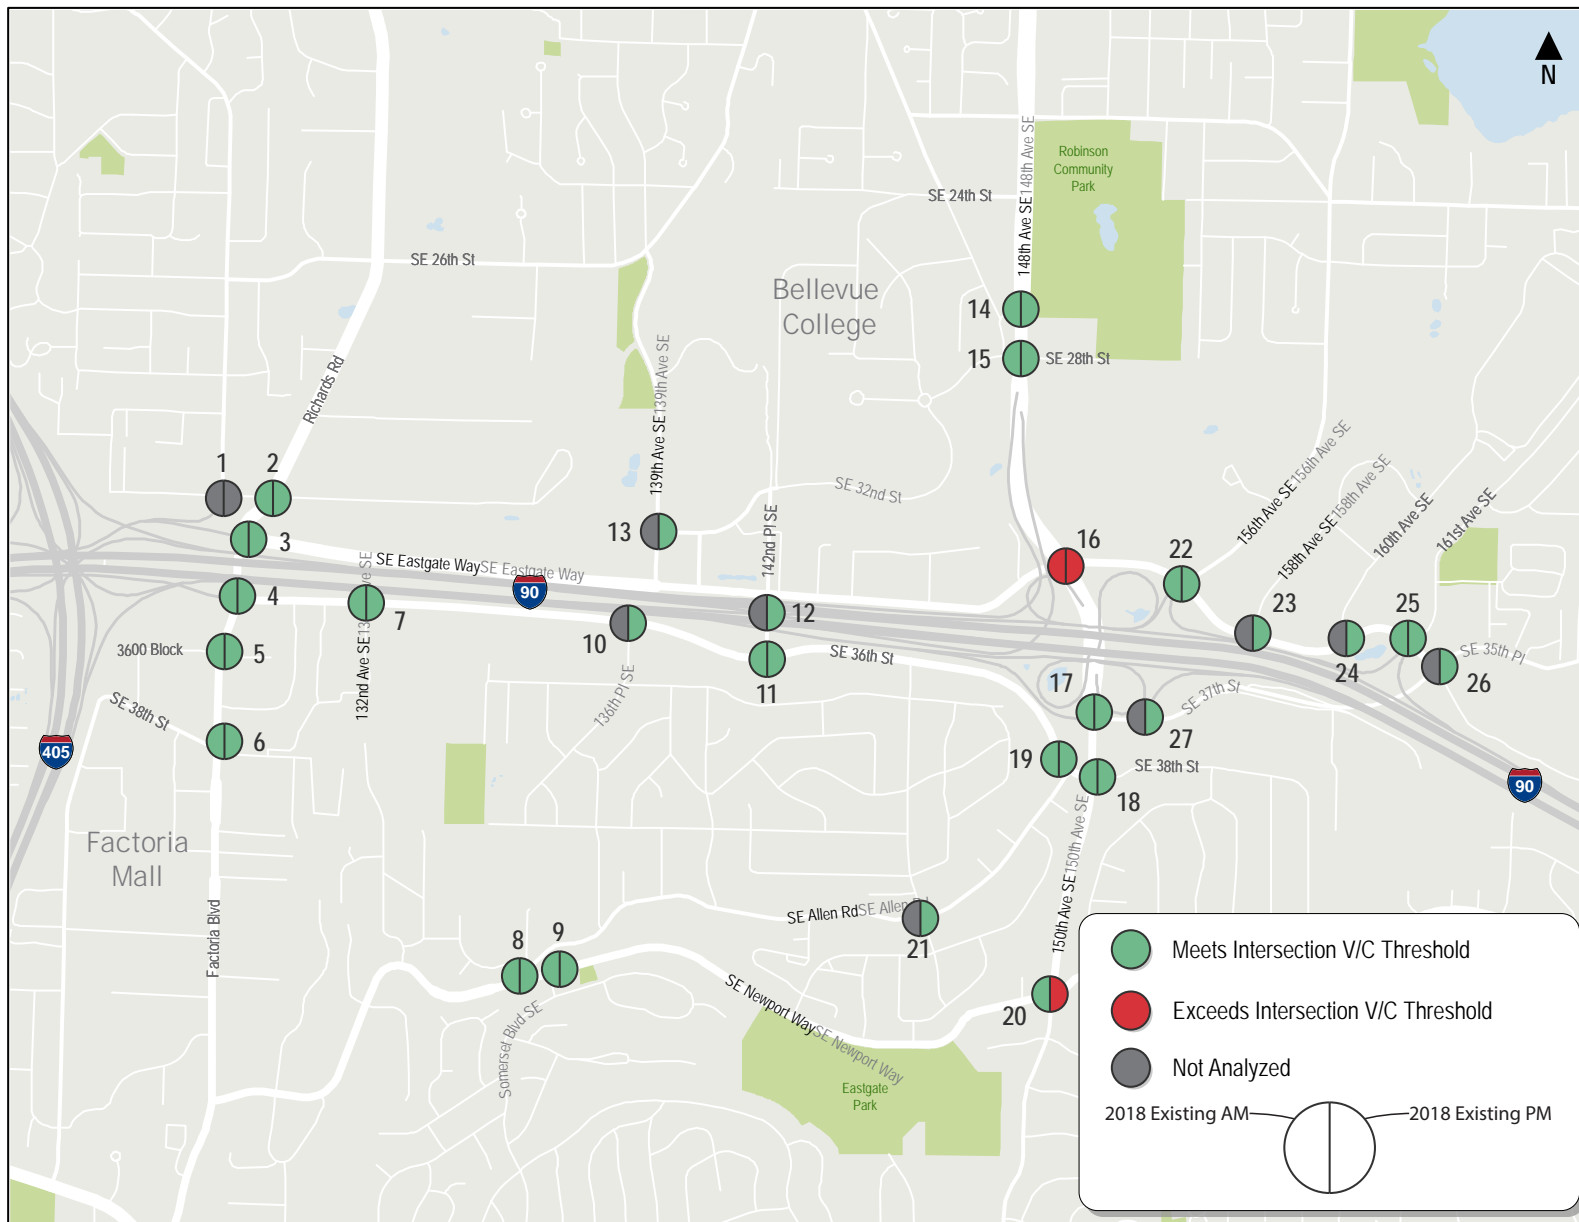 N
148th Ave SE
148th Ave SE
Robinson
Community
Park
SE 24th St
SE 26th St
Bellevue
College
14
15
SE 28th St
Richards Rd
139th Ave SE
139th Ave SE
1
2
3
SE 32nd St
13
142nd Pl SE
156th Ave SE
156th Ave SE
158th Ave SE
158th Ave SE
160th Ave SE
161st Ave SE
16
22
SE Eastgate Way
SE Eastgate Way
90
4
7
10
12
23
25
24
26
SE 35th Pl
3600 Block
5
132nd Ave SE
SE 36th St
11
136th Pl SE
17
SE 37th St
27
SE 38th St
6
405
19
18
SE 38th St
90
Factoria
Mall
150th Ave SE
150th Ave SE
Factoria Blvd
SE Allen Rd
SE Allen Rd
21
8
9
SE Newport Way
SE Newport Way
20
Somerset Blvd SE
Eastgate
Park
Meets Intersection V/C Threshold
Exceeds Intersection V/C Threshold
Not Analyzed
2018 Existing AM
2018 Existing PM